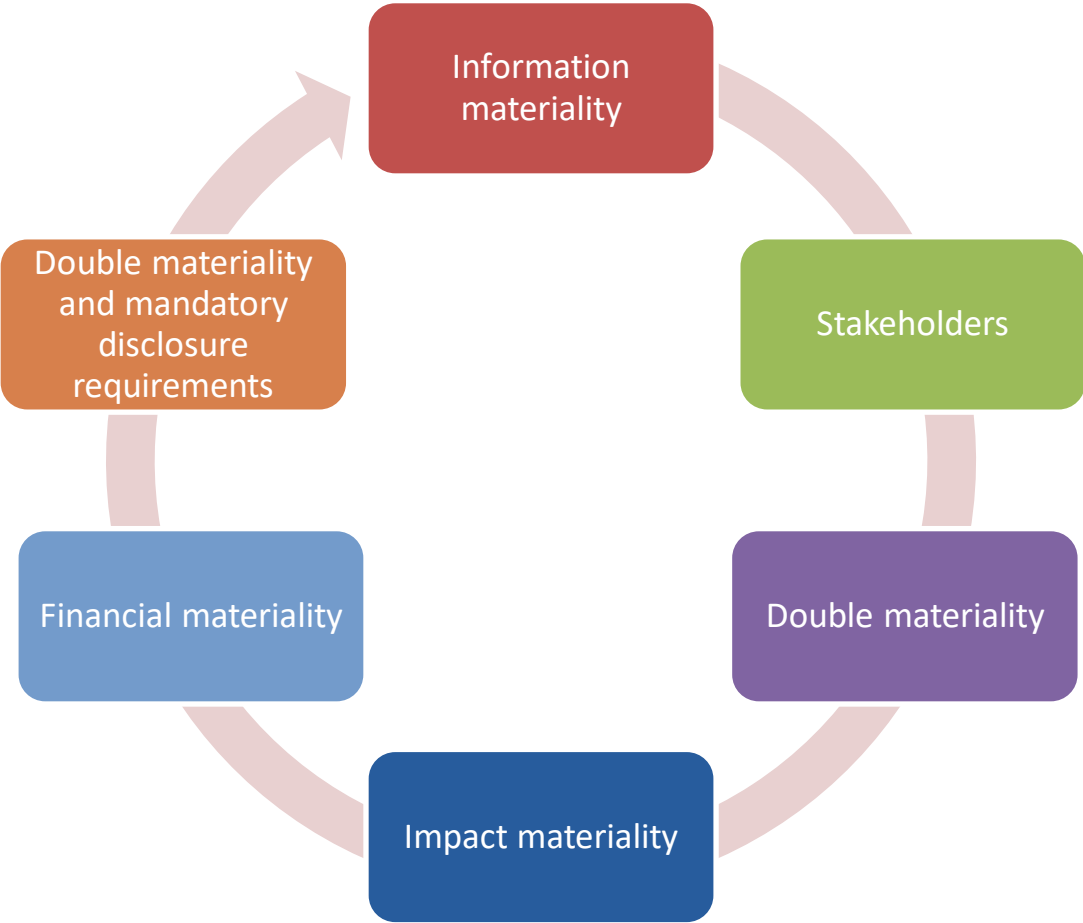 Information
materiality
Stakeholders
Double materiality
Impact materiality
Financial materiality
Double materiality
and mandatory
disclosure
requirements